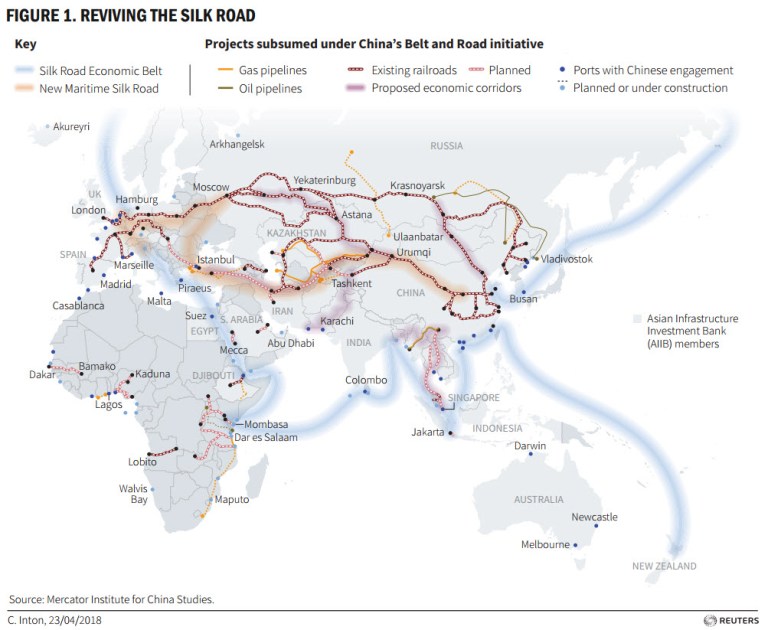 FIGURE 1. REVIVING THE SILK ROAD
Key
Projects subsumed under China's Belt and Road initiative
Silk Road Economic Belt
New Maritime Silk Road
Gas pipelines
Oil pipelines
Existing railroads
Planned
Proposed economic corridors
Ports with Chinese engagement
Planned or under construction
Akureyri
Arkhangelsk
RUSSIA
UK
Hamburg
Moscow
Yekaterinburg
Krasnoyarsk
London
Astana
KAZAKHSTAN
Ulaanbatar
SPAIN
Marseille
Istanbul
Urumqi
Vladivostok
Madrid
Piraeus
Tashkent
CHINA
Casablanca
Malta
IRAN
Busan
Suez
S. ARABIA
Karachi
EGYPT
Abu Dhabi
INDIA
Asian Infrastructure
Investment Bank
(AIIB) members
Mecca
Bamako
Kaduna
DJIBOUTI
Dakar
Colombo
Lagos
SINGAPORE
Mombasa
Jakarta
INDONESIA
Dar es Salaam
Darwin
Lobito
Walvis
Bay
Maputo
AUSTRALIA
Newcastle
Melbourne
NEW ZEALAND
Source: Mercator Institute for China Studies.
C. Inton, 23/04/2018
REUTERS